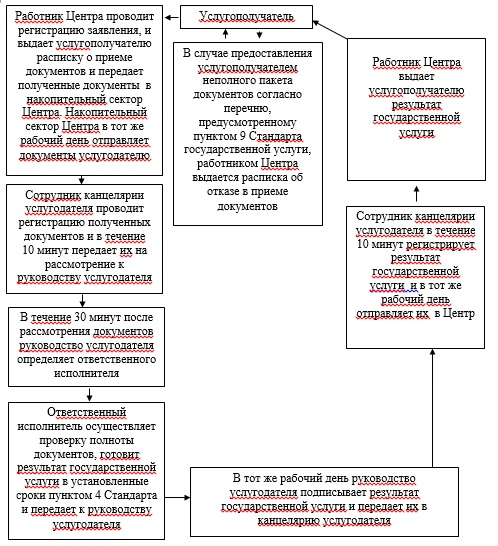 Услугополучатель
Работник Центра проводит
регистрацию заявления, и
выдает услугополучателю
расписку о приеме
документов и передает
полученные документы в
накопительный сектор
Центра. Накопительный
сектор Центра в тот же
рабочий день отправляет
документы услугодателю.
В случае предоставления
услугополучателем
неполного пакета
документов согласно
перечню,
предусмотренному
пунктом 9 Стандарта
государственной услуги,
работником Центра
выдается расписка об
отказе в приеме
документов
Работник Центра
выдает
услугополучателю
результат
государственной
услуги
Сотрудник канцелярии
услугодателя проводит
регистрацию полученных
документов и в течение
10 минут передает их на
рассмотрение к
руководству услугодателя
Сотрудник канцелярии
услугодателя в течение
10 минут регистрирует
результат
государственной
услуги и в тот же
рабочий день
отправляет их в Центр
В течение 30 минут после
рассмотрения документов
руководство услугодателя
определяет ответственного
исполнителя
Ответственный
исполнитель осуществляет
проверку полноты
документов, готовит
результат государственной
услуги в установленные
сроки пунктом 4 Стандарта
и передает к руководству
услугодателя
В тот же рабочий день руководство
услугодателя подписывает результат
государственной услуги и передает их в
канцелярию услугодателя